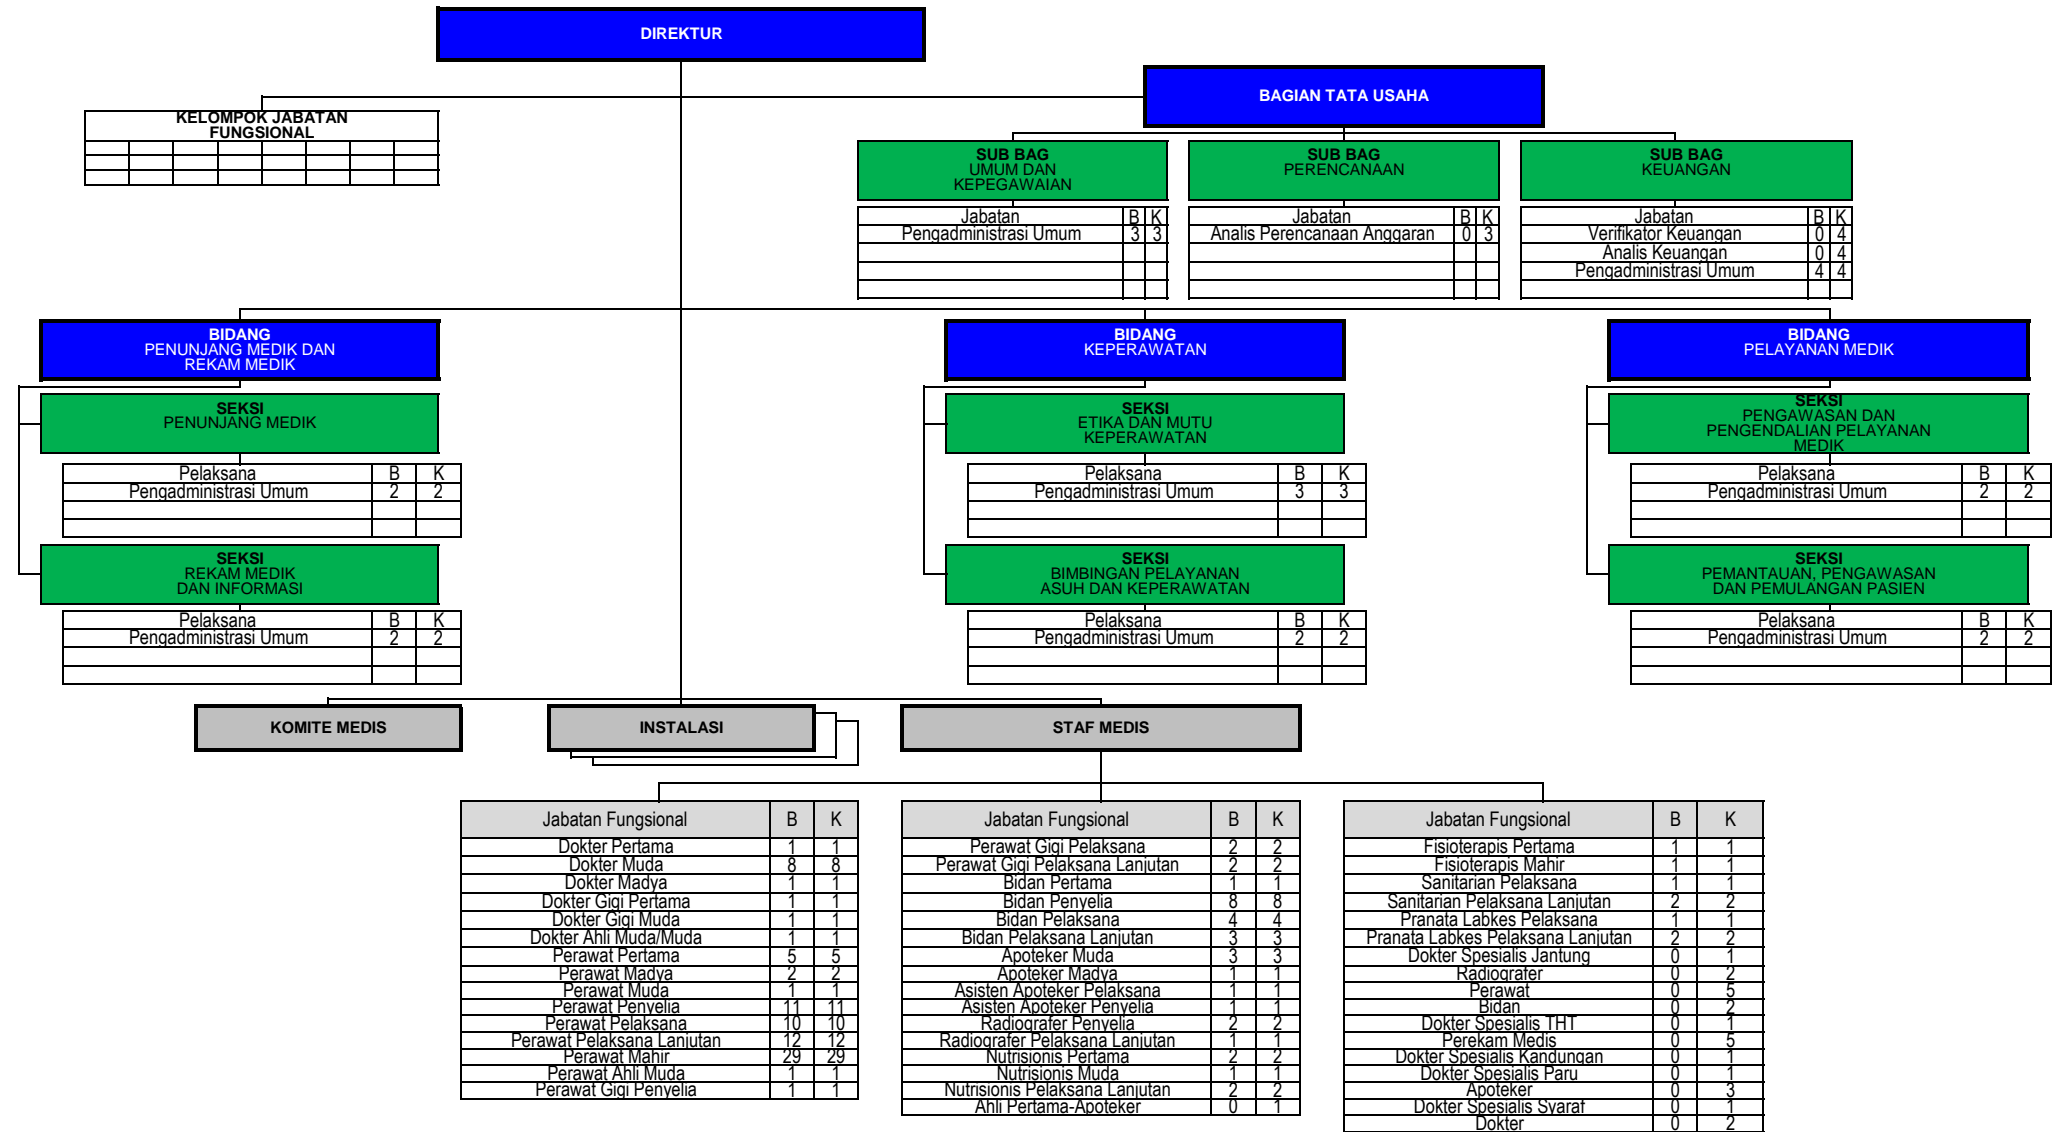 DIREKTUR
BAGIAN TATA USAHA
KELOMPOK JABATAN
FUNGSIONAL
SUB BAG
UMUM DAN
KEPEGAWAIAN
Jabatan B K
Pengadministrasi Umum 3 3
SUB BAG
PERENCANAAN
Jabatan B K
Analis Perencanaan Anggaran 0 3
SUB BAG
KEUANGAN
Jabatan B K
Verifikator Keuangan 0 4
Analis Keuangan 0 4
Pengadministrasi Umum 4 4
BIDANG
PENUNJANG MEDIK DAN
REKAM MEDIK
SEKSI
PENUNJANG MEDIK
Pelaksana B K
Pengadministrasi Umum 2 2
SEKSI
REKAM MEDIK
DAN INFORMASI
Pelaksana B K
Pengadministrasi Umum 2 2
BIDANG
KEPERAWATAN
SEKSI
ETIKA DAN MUTU
KEPERAWATAN
Pelaksana B K
Pengadministrasi Umum 3 3
SEKSI
BIMBINGAN PELAYANAN
ASUH DAN KEPERAWATAN
Pelaksana B K
Pengadministrasi Umum 2 2
BIDANG
PELAYANAN MEDIK
SEKSI
PENGAWASAN DAN
PENGENDALIAN PELAYANAN
MEDIK
Pelaksana B K
Pengadministrasi Umum 2 2
SEKSI
PEMANTAUAN, PENGAWASAN
DAN PEMULANGAN PASIEN
Pelaksana B K
Pengadministrasi Umum 2 2
KOMITE MEDIS
INSTALASI
STAF MEDIS
Jabatan Fungsional B K
Dokter Pertama 1 1
Dokter Muda 8 8
Dokter Madya 1 1
Dokter Gigi Pertama 1 1
Dokter Gigi Muda 1 1
Dokter Ahli Muda/Muda 1 1
Perawat Pertama 5 5
Perawat Madya 2 2
Perawat Muda 1 1
Perawat Penyelia 11 11
Perawat Pelaksana 10 10
Perawat Pelaksana Lanjutan 12 12
Perawat Mahir 29 29
Perawat Ahli Muda 1 1
Perawat Gigi Penyelia 1 1
Jabatan Fungsional B K
Perawat Gigi Pelaksana 2 2
Perawat Gigi Pelaksana Lanjutan 2 2
Bidan Pertama 1 1
Bidan Penyelia 8 8
Bidan Pelaksana 4 4
Bidan Pelaksana Lanjutan 3 3
Apoteker Muda 3 3
Apoteker Madya 1 1
Asisten Apoteker Pelaksana 1 1
Asisten Apoteker Penyelia 1 1
Radiografer Penyelia 2 2
Radiografer Pelaksana Lanjutan 1 1
Nutrisionis Pertama 2 2
Nutrisionis Muda 1 1
Nutrisionis Pelaksana Lanjutan 2 2
Ahli Pertama-Apoteker 0 1
Jabatan Fungsional B K
Fisioterapis Pertama 1 1
Fisioterapis Mahir 1 1
Sanitarian Pelaksana 1 1
Sanitarian Pelaksana Lanjutan 2 2
Pranata Labkes Pelaksana 1 1
Pranata Labkes Pelaksana Lanjutan 2 2
Dokter Spesialis Jantung 0 1
Radiografer 0 2
Perawat 0 5
Bidan 0 2
Dokter Spesialis THT 0 1
Perekam Medis 0 5
Dokter Spesialis Kandungan 0 1
Dokter Spesialis Paru 0 1
Apoteker 0 3
Dokter Spesialis Syaraf 0 1
Dokter 0 2